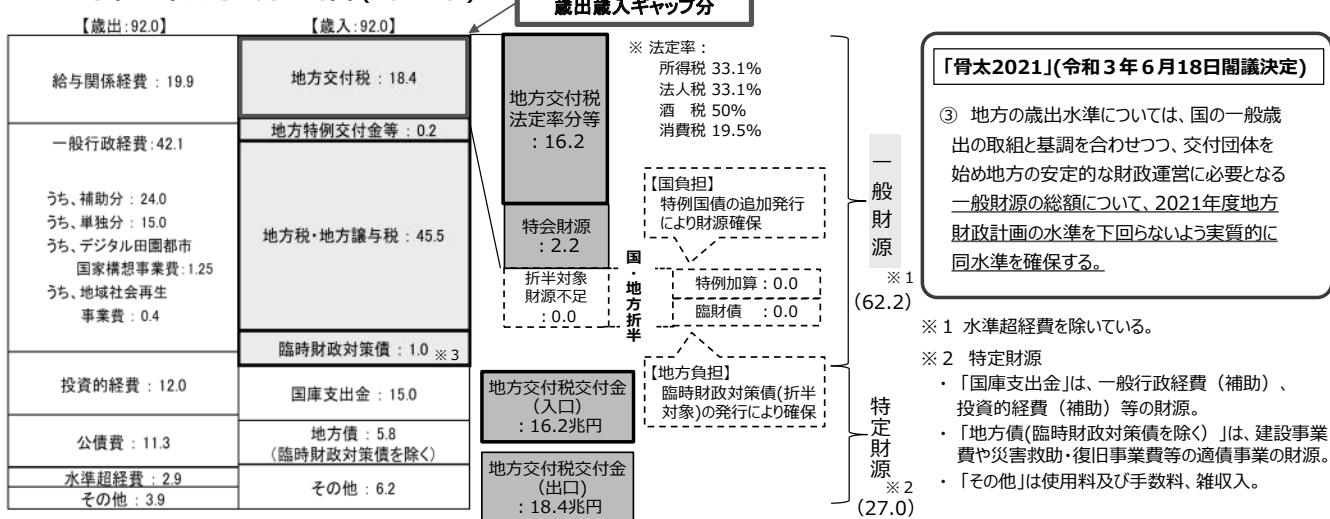 歳出歳入ギャップ分
【歳出:92.0】
【歳入:92.0】
給与関係経費：19.9
一般行政経費:42.1
うち、補助分：24.0
うち、単独分：15.0
うち、デジタル田園都市
国家構想事業費:1.25
うち、地域社会再生
事業費：0.4
投資的経費：12.0
公債費：11.3
水準超経費：2.9
その他：3.9
地方交付税：18.4
地方特例交付金等：0.2
地方税・地方譲与税：45.5
臨時財政対策債：1.0 ※3
国庫支出金：15.0
地方債：5.8
(臨時財政対策債を除く)
その他：6.2
地方交付税
法定率分等
：16.2
特会財源
：2.2
折半対象
財源不足
：0.0
地方交付税交付金
(入口)
：16.2兆円
地方交付税交付金
(出口)
：18.4兆円
※ 法定率：
所得税 33.1%
法人税 33.1%
酒　税 50%
消費税 19.5%
【国負担】
特例国債の追加発行
により財源確保
国・地方折半
特例加算：0.0
臨財債　：0.0
【地方負担】
臨時財政対策債(折半
対象)の発行により確保
一般財源
※1
(62.2)
特定財源
※2
(27.0)
「骨太2021」(令和３年６月18日閣議決定)
③ 地方の歳出水準については、国の一般歳
出の取組と基調を合わせつつ、交付団体を
始め地方の安定的な財政運営に必要となる
一般財源の総額について、2021年度地方
財政計画の水準を下回らないよう実質的に
同水準を確保する。
※１ 水準超経費を除いている。
※２ 特定財源
・「国庫支出金」は、一般行政経費（補助）、
投資的経費（補助）等の財源。
・「地方債(臨時財政対策債を除く）」は、建設事業
費や災害救助・復旧事業費等の適債事業の財源。
・「その他」は使用料及び手数料、雑収入。